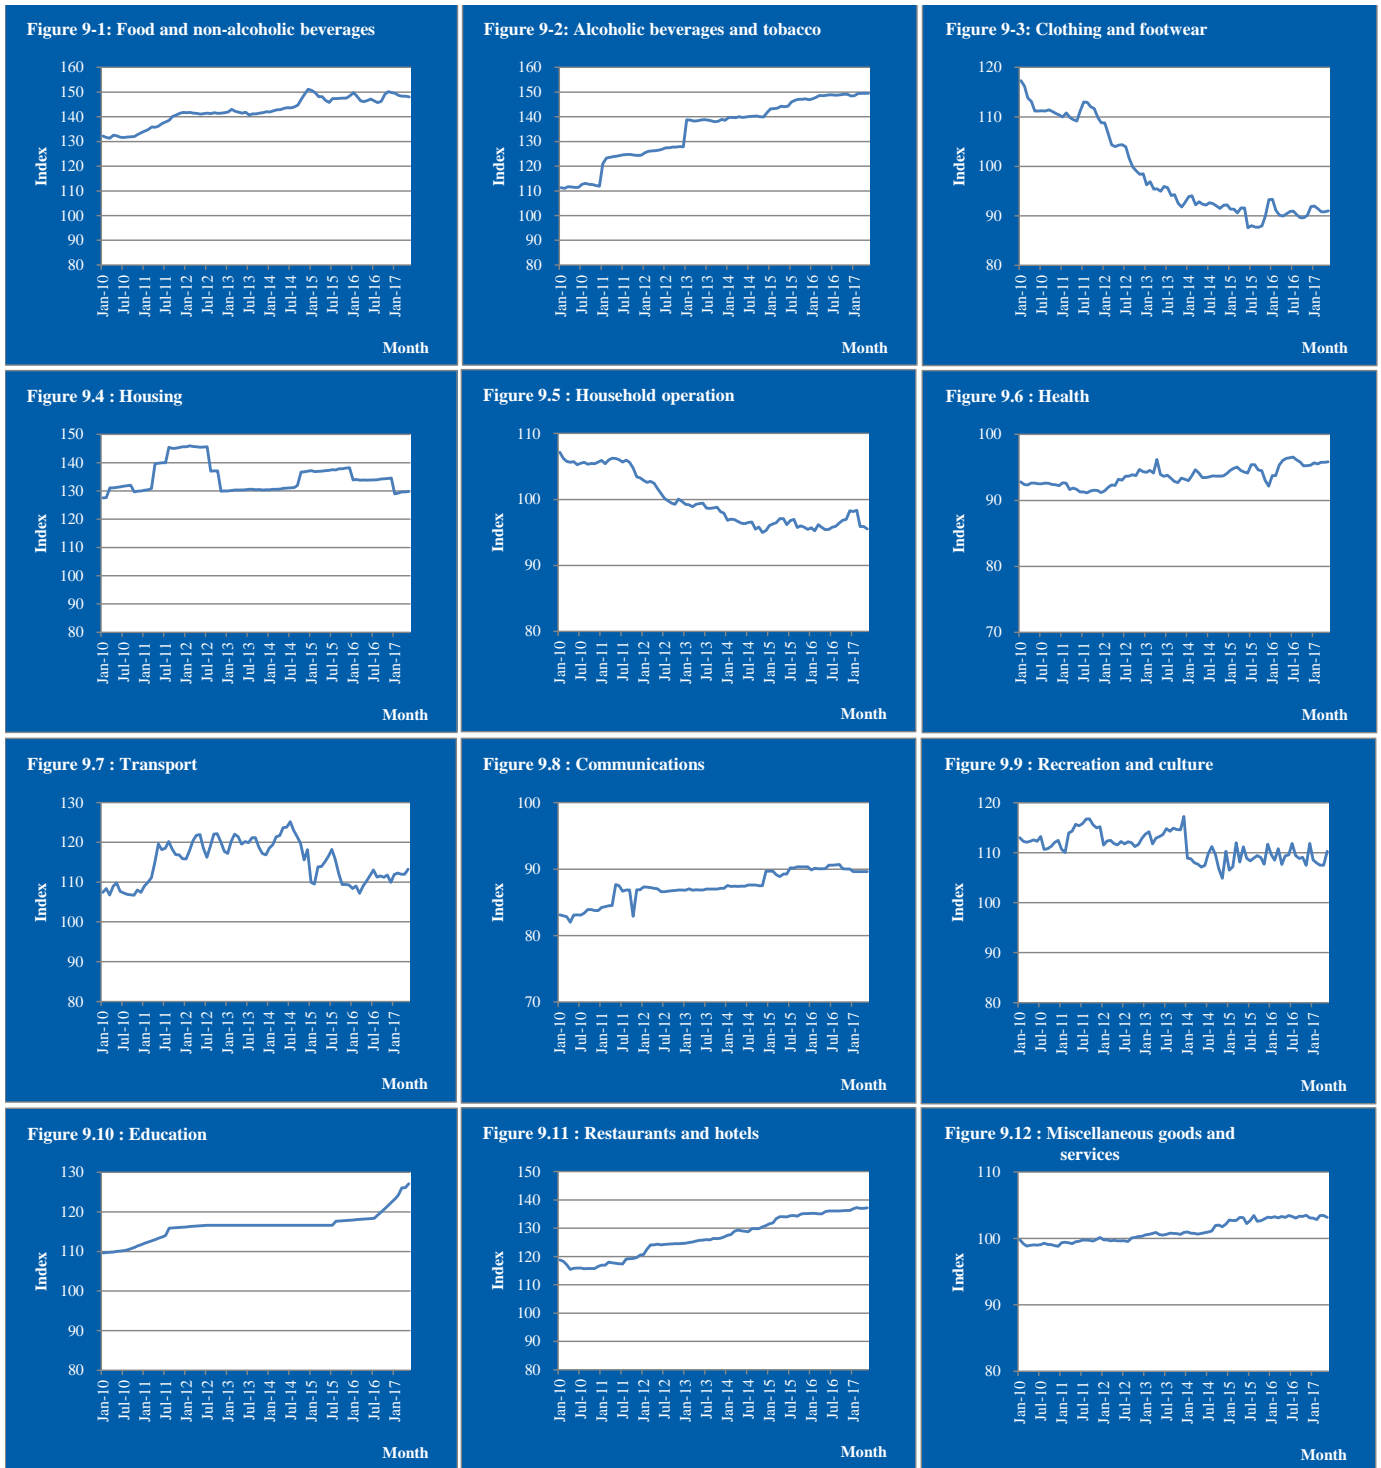 Figure 9-1: Food and non-alcoholic beverages
160
150
140
130
120
110
100
90
80
Index
Jan-10
Jul-10
Jan-11
Jul-11
Jan-12
Jul-12
Jan-13
Jul-13
Jan-14
Jul-14
Jan-15
Jul-15
Jan-16
Jul-16
Jan-17
Month
Figure 9-2: Alcoholic beverages and tobacco
160
150
140
130
120
110
100
90
80
Index
Jan-10
Jul-10
Jan-11
Jul-11
Jan-12
Jul-12
Jan-13
Jul-13
Jan-14
Jul-14
Jan-15
Jul-15
Jan-16
Jul-16
Jan-17
Month
Figure 9-3: Clothing and footwear
120
110
100
90
80
Index
Jan-10
Jul-10
Jan-11
Jul-11
Jan-12
Jul-12
Jan-13
Jul-13
Jan-14
Jul-14
Jan-15
Jul-15
Jan-16
Jul-16
Jan-17
Month
Figure 9.4 : Housing
150
140
130
120
110
100
90
80
Index
Jan-10
Jul-10
Jan-11
Jul-11
Jan-12
Jul-12
Jan-13
Jul-13
Jan-14
Jul-14
Jan-15
Jul-15
Jan-16
Jul-16
Jan-17
Month
Figure 9.5 : Household operation
110
100
90
80
Index
Jan-10
Jul-10
Jan-11
Jul-11
Jan-12
Jul-12
Jan-13
Jul-13
Jan-14
Jul-14
Jan-15
Jul-15
Jan-16
Jul-16
Jan-17
Month
Figure 9.6 : Health
100
90
80
70
Index
Jan-10
Jul-10
Jan-11
Jul-11
Jan-12
Jul-12
Jan-13
Jul-13
Jan-14
Jul-14
Jan-15
Jul-15
Jan-16
Jul-16
Jan-17
Month
Figure 9.7 : Transport
130
120
110
100
90
80
Index
Jan-10
Jul-10
Jan-11
Jul-11
Jan-12
Jul-12
Jan-13
Jul-13
Jan-14
Jul-14
Jan-15
Jul-15
Jan-16
Jul-16
Jan-17
Month
Figure 9.8 : Communications
100
90
80
70
Index
Jan-10
Jul-10
Jan-11
Jul-11
Jan-12
Jul-12
Jan-13
Jul-13
Jan-14
Jul-14
Jan-15
Jul-15
Jan-16
Jul-16
Jan-17
Month
Figure 9.9 : Recreation and culture
120
110
100
90
80
Index
Jan-10
Jul-10
Jan-11
Jul-11
Jan-12
Jul-12
Jan-13
Jul-13
Jan-14
Jul-14
Jan-15
Jul-15
Jan-16
Jul-16
Jan-17
Month
Figure 9.10 : Education
130
120
110
100
90
80
Index
Jan-10
Jul-10
Jan-11
Jul-11
Jan-12
Jul-12
Jan-13
Jul-13
Jan-14
Jul-14
Jan-15
Jul-15
Jan-16
Jul-16
Jan-17
Month
Figure 9.11 : Restaurants and hotels
150
140
130
120
110
100
90
80
Index
Jan-10
Jul-10
Jan-11
Jul-11
Jan-12
Jul-12
Jan-13
Jul-13
Jan-14
Jul-14
Jan-15
Jul-15
Jan-16
Jul-16
Jan-17
Month
Figure 9.12 : Miscellaneous goods and
services
110
100
90
80
Index
Jan-10
Jul-10
Jan-11
Jul-11
Jan-12
Jul-12
Jan-13
Jul-13
Jan-14
Jul-14
Jan-15
Jul-15
Jan-16
Jul-16
Jan-17
Month